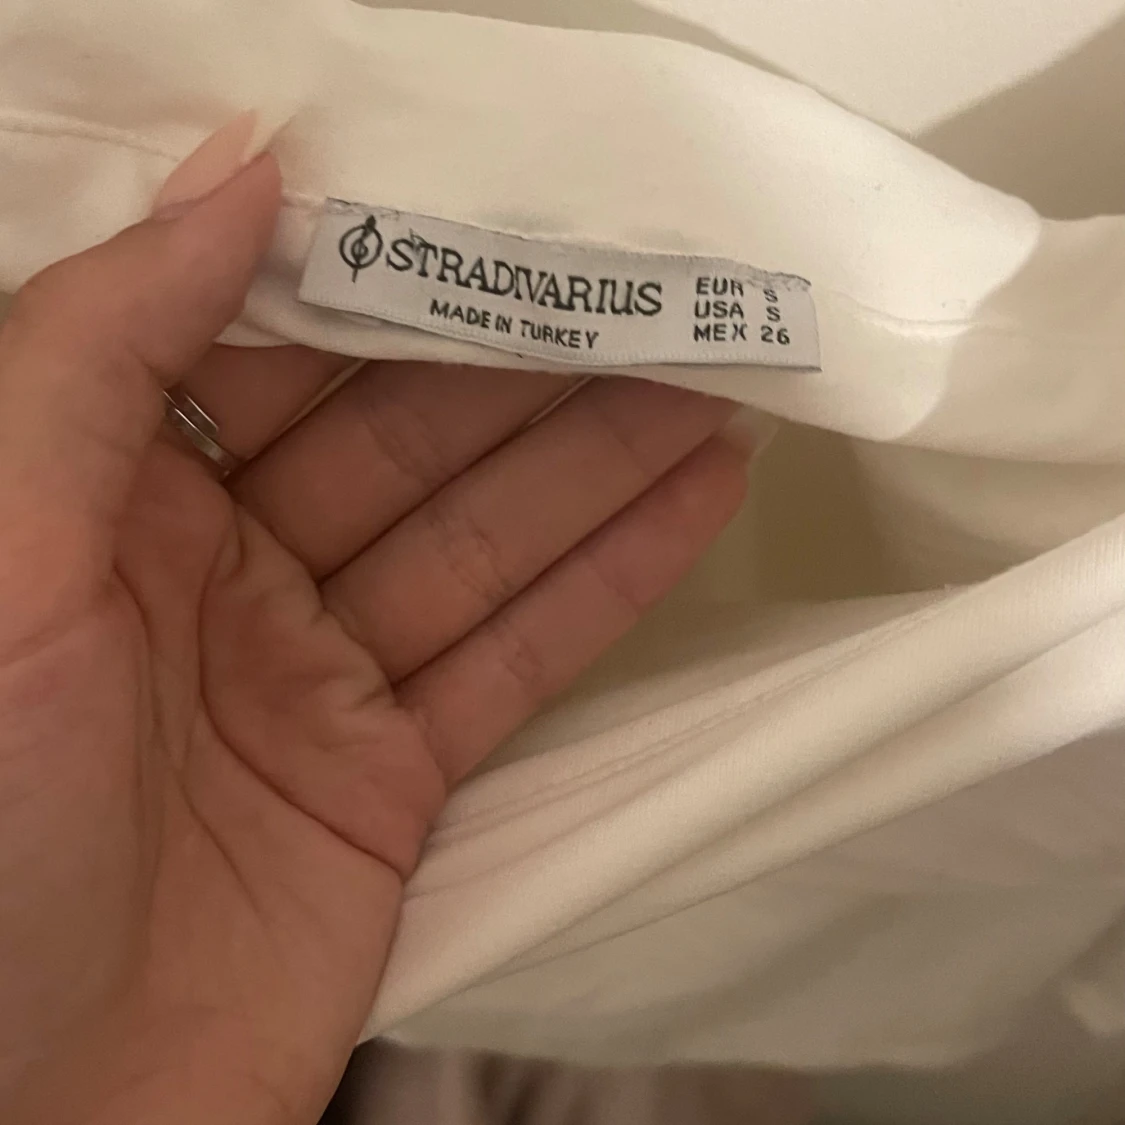 STRADIVARIUS
MADE IN TURKEY
EUR S
USA S
MEX 26